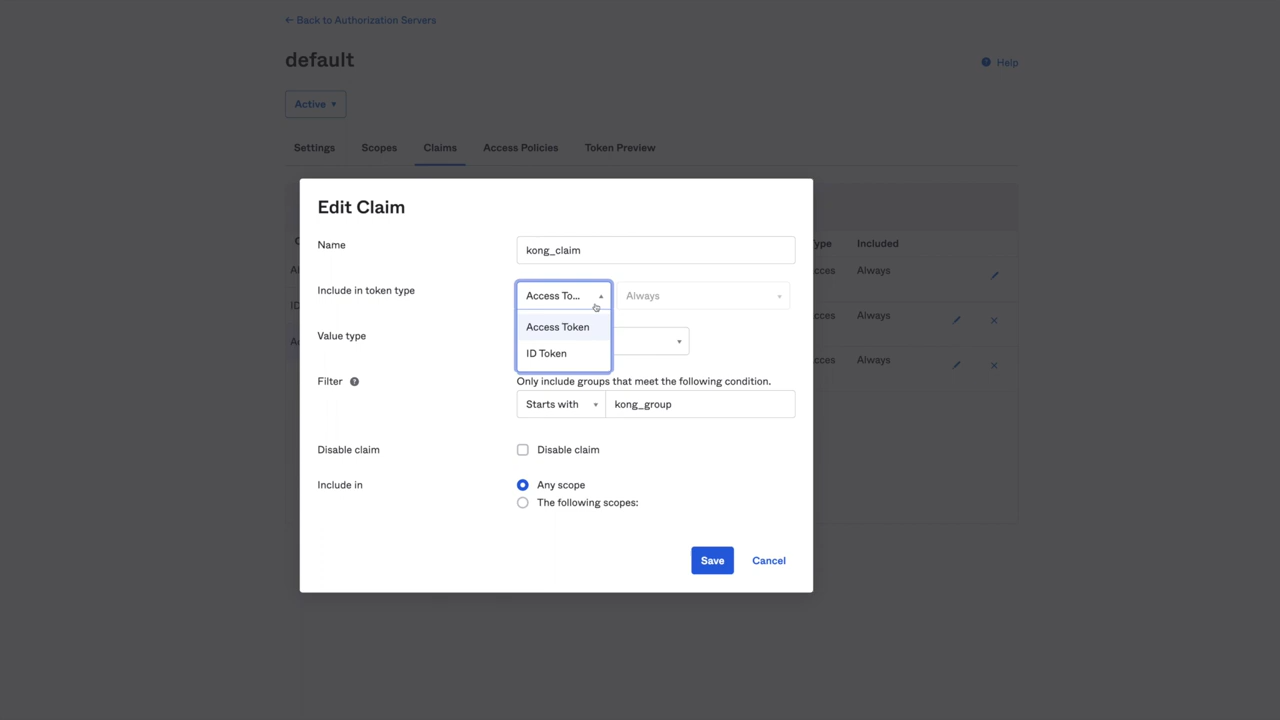 ← Back to Authorization Servers
default
Help
Active
Settings Scopes Claims Access Policies Token Preview
Edit Claim
Name
kong_claim
ype Included
Include in token type
Access To... Always
cces Always
Access Token
ID Token
Always
Value type
cces Always
Filter
Only include groups that meet the following condition.
Starts with kong_group
Disable claim
Disable claim
Include in
Any scope
The following scopes:
Save Cancel